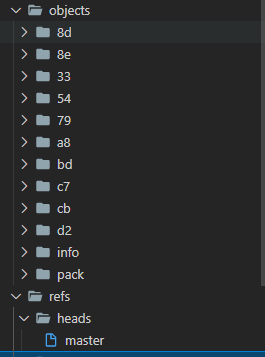 objects
8d
8e
33
54
79
a8
bd
c7
cb
d2
info
pack
refs
heads
master